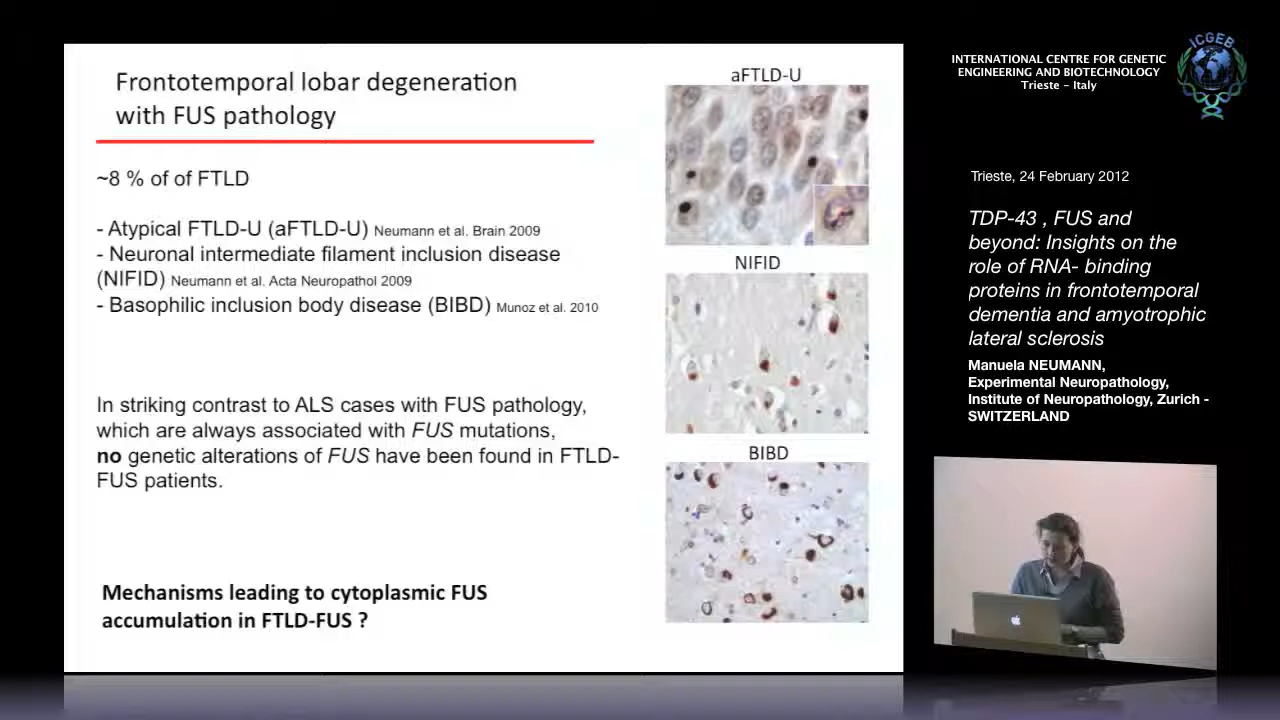 Frontotemporal lobar degeneration
with FUS pathology
~8 % of of FTLD
- Atypical FTLD-U (aFTLD-U) Neumann et al. Brain 2009
- Neuronal intermediate filament inclusion disease
(NIFID) Neumann et al. Acta Neuropathol 2009
- Basophilic inclusion body disease (BIBD) Munoz et al. 2010
In striking contrast to ALS cases with FUS pathology,
which are always associated with FUS mutations,
no genetic alterations of FUS have been found in FTLD-
FUS patients.
Mechanisms leading to cytoplasmic FUS
accumulation in FTLD-FUS ?
aFTLD-U
NIFID
BIBD
INTERNATIONAL CENTRE FOR GENETIC
ENGINEERING AND BIOTECHNOLOGY
Trieste - Italy
ICGEB
Trieste, 24 February 2012
TDP-43 , FUS and
beyond: Insights on the
role of RNA- binding
proteins in frontotemporal
dementia and amyotrophic
lateral sclerosis
Manuela NEUMANN,
Experimental Neuropathology,
Institute of Neuropathology, Zurich -
SWITZERLAND